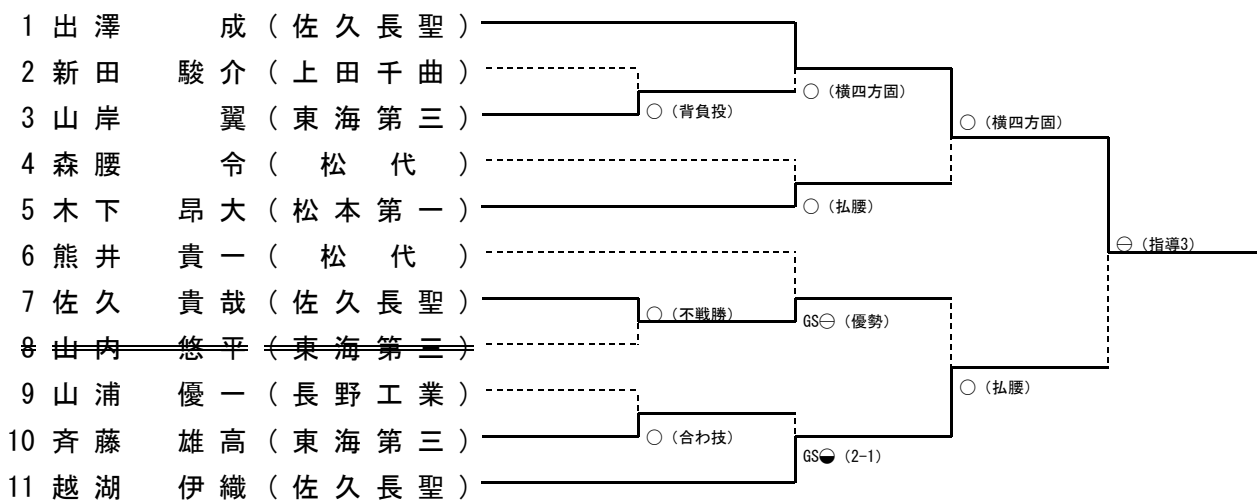 1 出澤 成 ( 佐久長聖 )
2 新田 駿介 ( 上田千曲 )
○ (横四方固)
3 山岸 翼 ( 東海第三 )
○ (背負投)
○ (横四方固)
4 森腰 令 ( 松代 )
5 木下 昂大 ( 松本第一 )
○ (払腰)
6 熊井 貴一 ( 松代 )
⊖ (指導3)
7 佐久 貴哉 ( 佐久長聖 )
○ (不戦勝)
GS⊖ (優勢)
8 山内 悠平 ( 東海第三 )
9 山浦 優一 ( 長野工業 )
○ (払腰)
10 斉藤 雄高 ( 東海第三 )
○ (合わ技)
GS◒ (2-1)
11 越湖 伊織 ( 佐久長聖 )